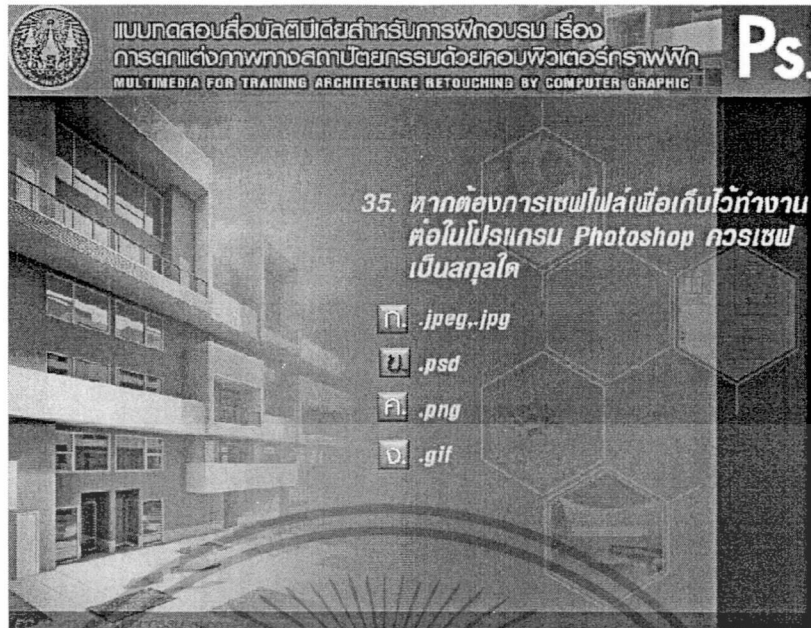 แบบทดสอบสื่อมัลติมีเดียสำหรับการฝึกอบรม เรื่อง
การตกแต่งภาพทางสถาปัตยกรรมด้วยคอมพิวเตอร์กราฟฟิก
MULTIMEDIA FOR TRAINING ARCHITECTURE RETOUCHING BY COMPUTER GRAPHIC
Ps.
35. หากต้องการเซฟไฟล์เพื่อเก็บไว้ทำงาน
ต่อในโปรแกรม Photoshop ควรเซฟ
เป็นสกุลใด
ก. .jpeg,.jpg
ข. .psd
ค. .png
ง. .gif